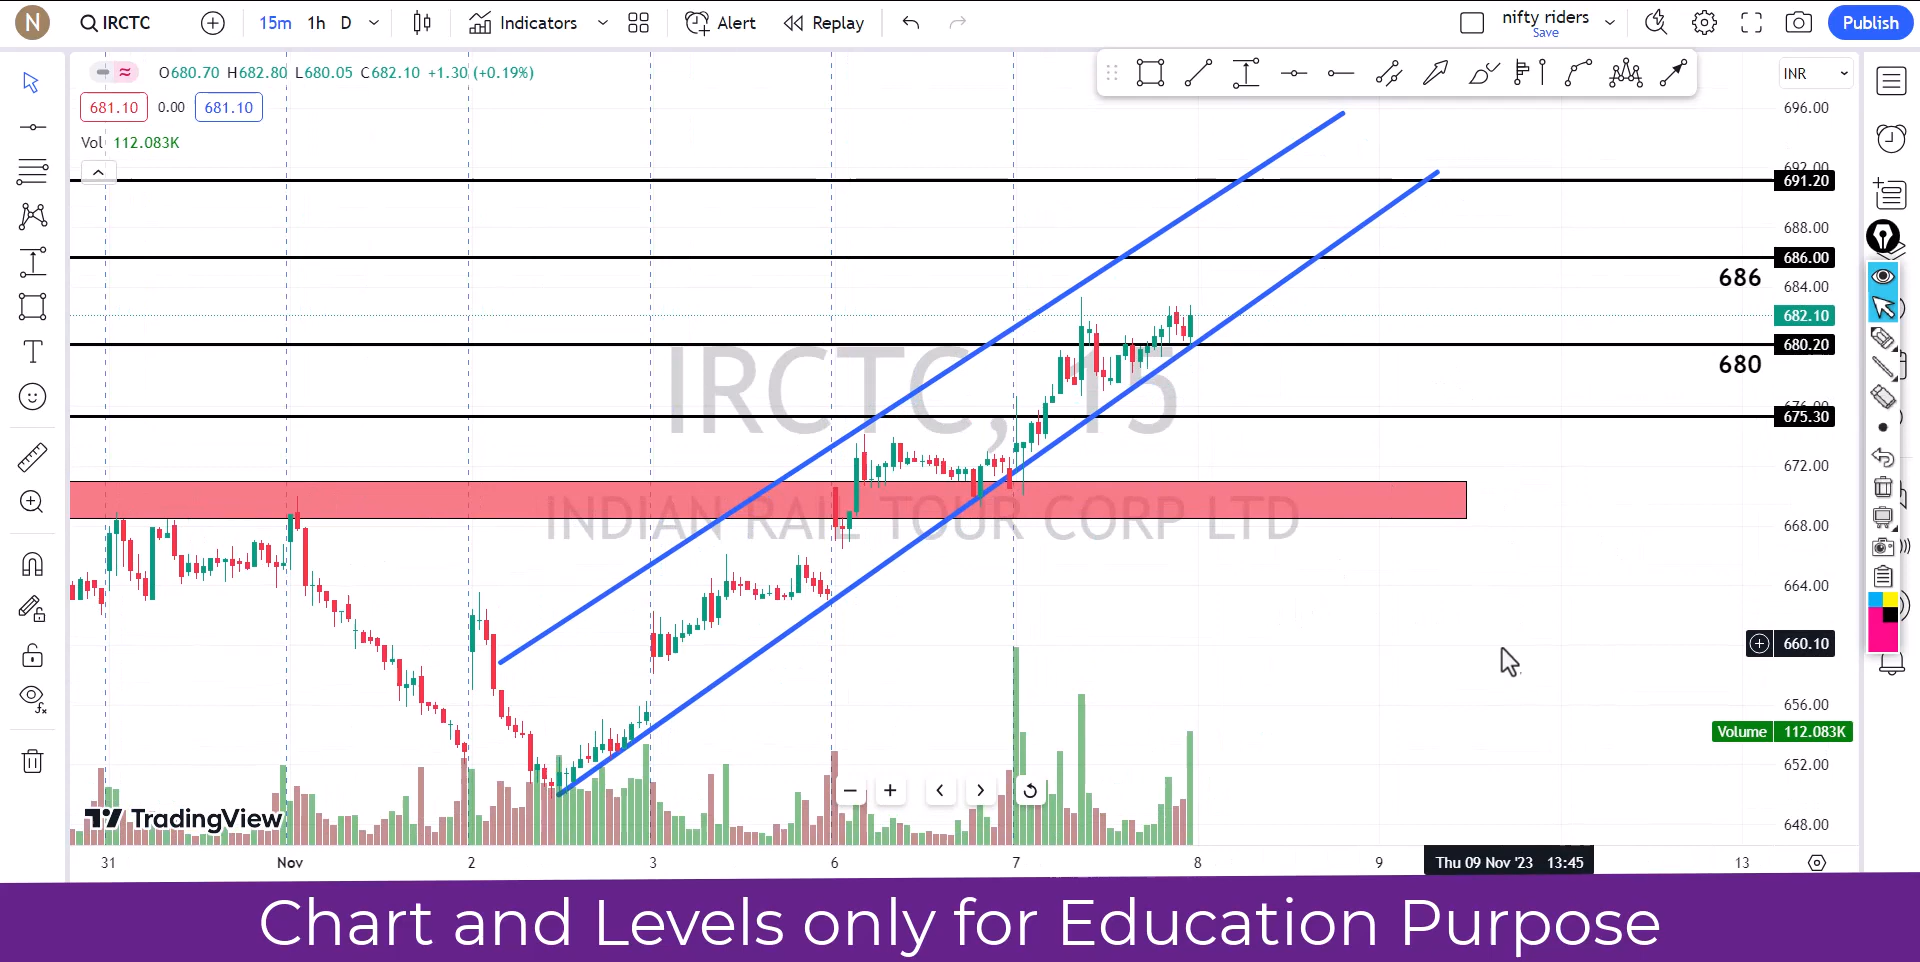 N IRCTC 15m 1h D Indicators Alert Replay nifty riders Save Publish
O680.70 H682.80 L680.05 C682.10 +1.30 (+0.19%) INR
681.10 0.00 681.10 696.00
Vol 112.083K
692.00
691.20
688.00
686.00
686 684.00
682.10
680.20
680
IRCTC, 15
676.00
675.30
672.00
INDIAN RAIL TOUR CORP LTD
668.00
664.00
660.10
656.00
Volume 112.083K
652.00
TradingView
648.00
31 Nov 2 3 6 7 8 9 Thu 09 Nov '23 13:45 13
Chart and Levels only for Education Purpose